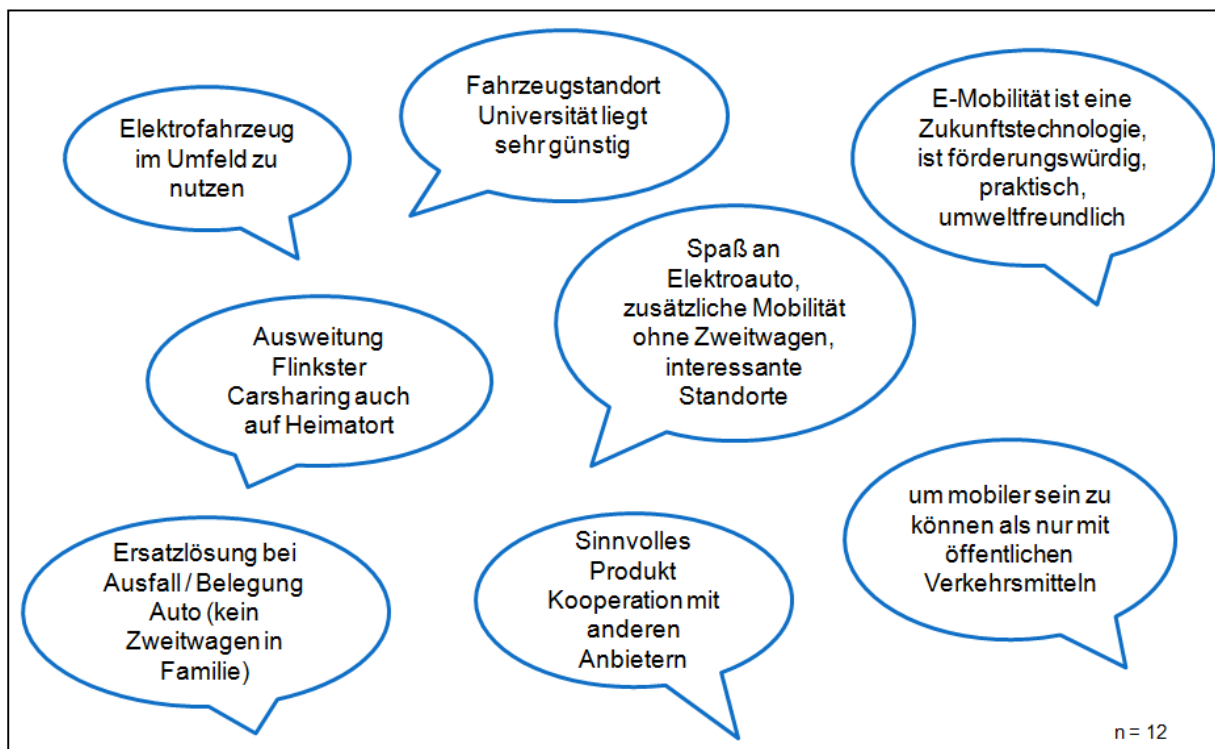 Elektrofahrzeug
im Umfeld zu
nutzen
Fahrzeugstandort
Universität liegt
sehr günstig
E-Mobilität ist eine
Zukunftstechnologie,
ist förderungswürdig,
praktisch,
umweltfreundlich
Ausweitung
Flinkster
Carsharing auch
auf Heimatort
Spaß an
Elektroauto,
zusätzliche Mobilität
ohne Zweitwagen,
interessante
Standorte
Ersatzlösung bei
Ausfall / Belegung
Auto (kein
Zweitwagen in
Familie)
Sinnvolles
Produkt
Kooperation mit
anderen
Anbietern
um mobiler sein zu
können als nur mit
öffentlichen
Verkehrsmitteln
n = 12